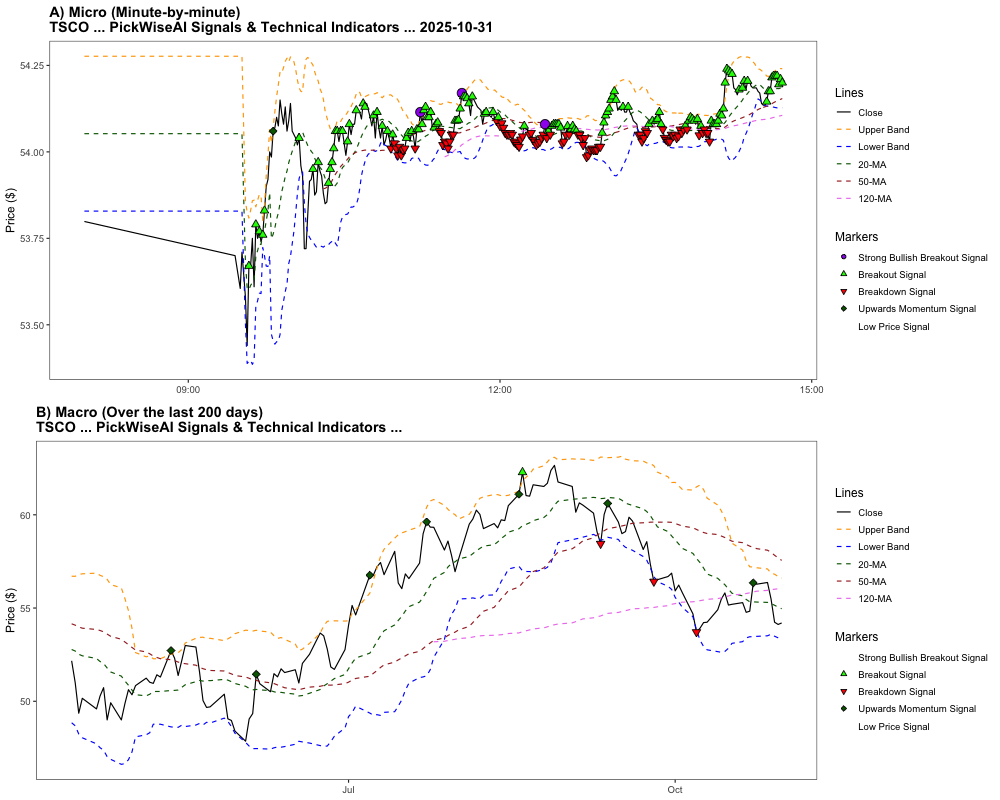 A) Micro (Minute-by-minute)
TSCO ... PickWiseAI Signals & Technical Indicators ... 2025-10-31
Price ($)
54.25
54.00
53.75
53.50
09:00
12:00
15:00
Lines
Close
Upper Band
Lower Band
20-MA
50-MA
120-MA
Markers
Strong Bullish Breakout Signal
Breakout Signal
Breakdown Signal
Upwards Momentum Signal
Low Price Signal
B) Macro (Over the last 200 days)
TSCO ... PickWiseAI Signals & Technical Indicators ...
Price ($)
60
55
50
Jul
Oct
Lines
Close
Upper Band
Lower Band
20-MA
50-MA
120-MA
Markers
Strong Bullish Breakout Signal
Breakout Signal
Breakdown Signal
Upwards Momentum Signal
Low Price Signal